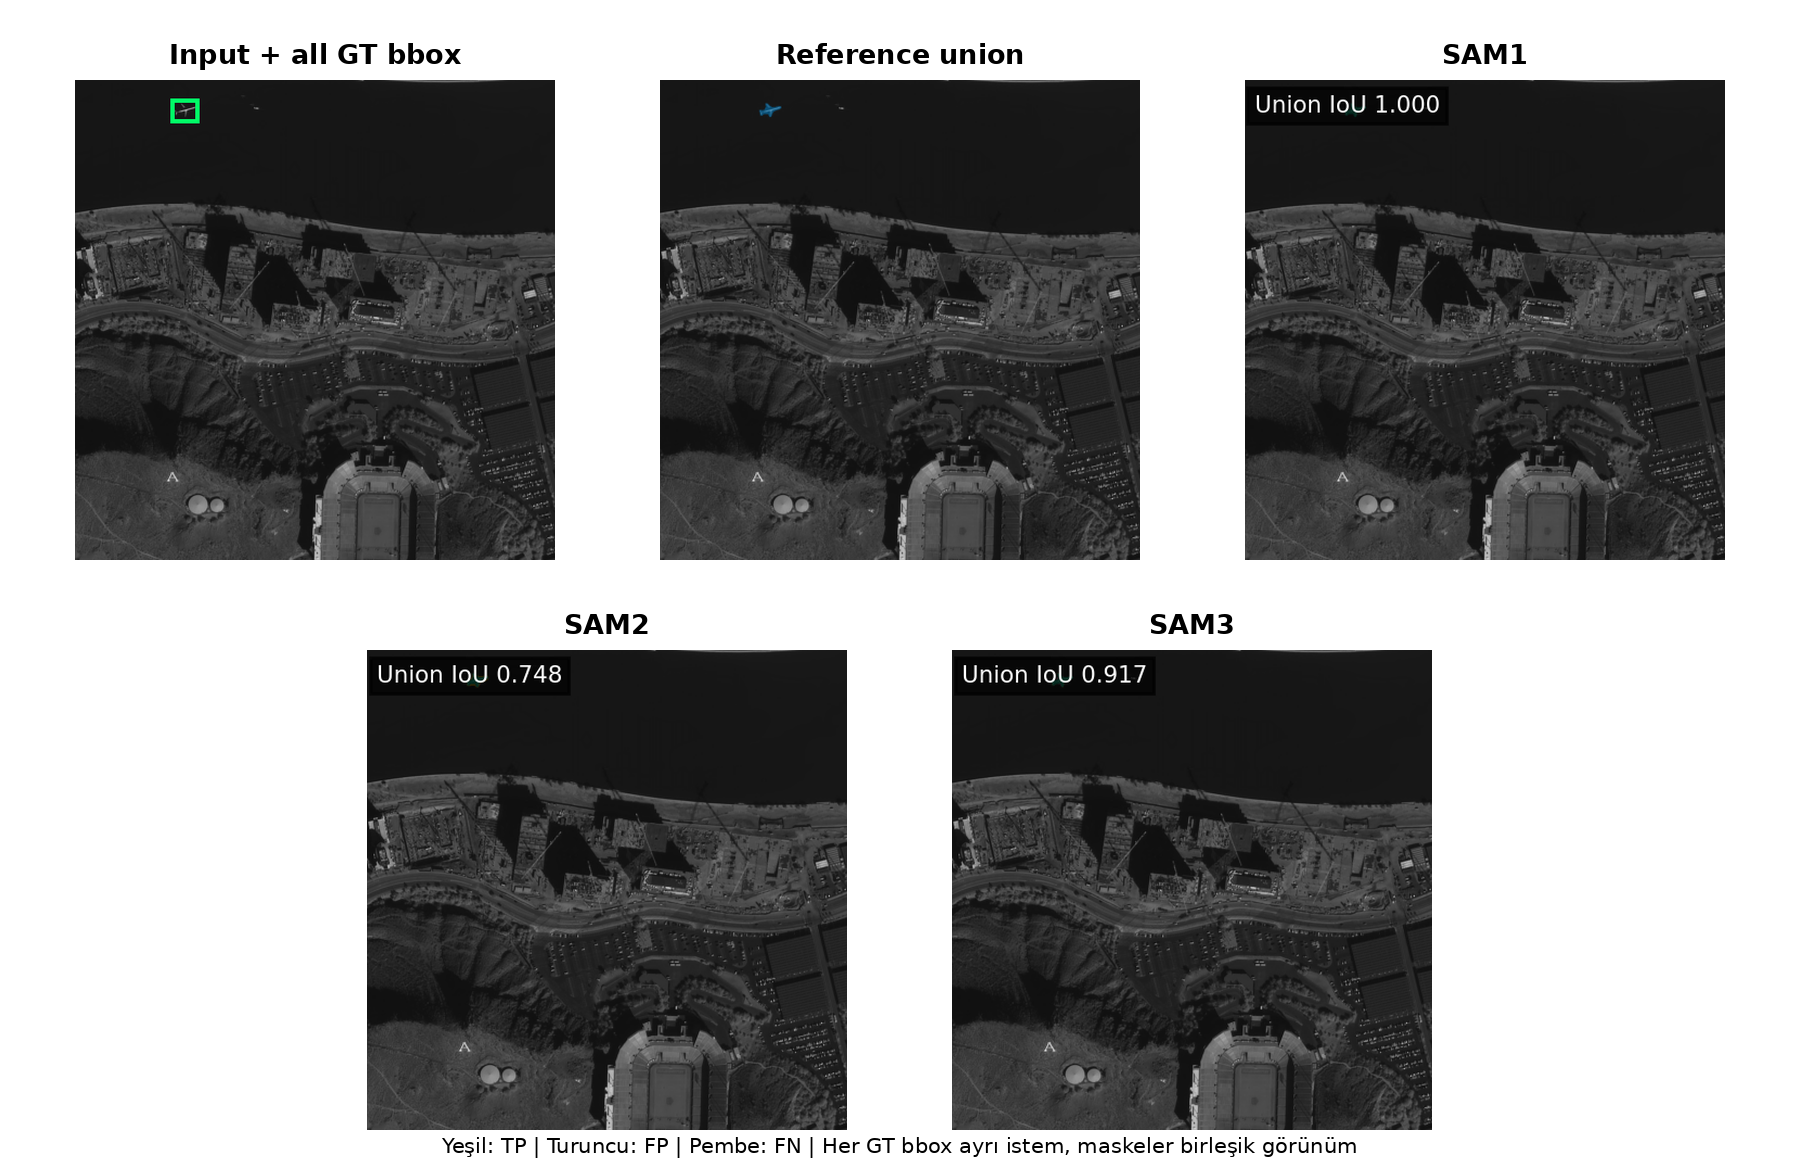 Input + all GT bbox
Reference union
SAM1
Union IoU 1.000
SAM2
SAM3
Union IoU 0.748
Union IoU 0.917
Yeşil: TP | Turuncu: FP | Pembe: FN | Her GT bbox ayrı istem, maskeler birleşik görünüm